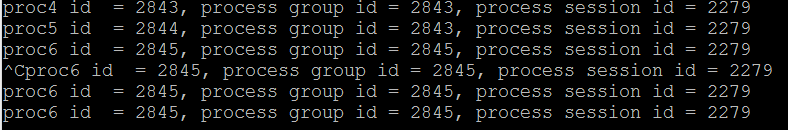 proc4 id  = 2843, process group id = 2843, process session id = 2279
proc5 id  = 2844, process group id = 2843, process session id = 2279
proc6 id  = 2845, process group id = 2845, process session id = 2279
^Cproc6 id  = 2845, process group id = 2845, process session id = 2279
proc6 id  = 2845, process group id = 2845, process session id = 2279
proc6 id  = 2845, process group id = 2845, process session id = 2279